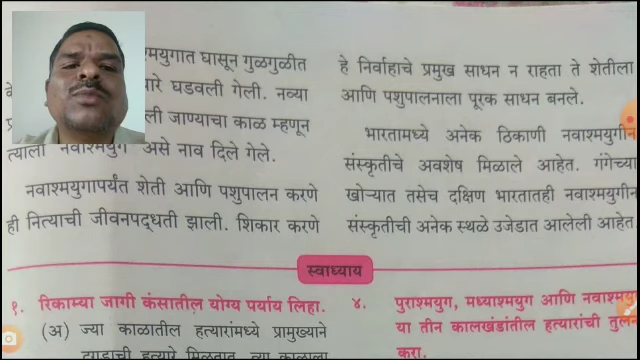 श्मयुगात घासून गुळगुळीत
घडवली गेली. नव्या
जाण्याचा काळ म्हणून
त्याला नवाश्मयुग असे नाव दिले गेले.
नवाश्मयुगापर्यंत शेती आणि पशुपालन करणे
ही नित्याची जीवनपद्धती झाली. शिकार करणे
हे निर्वाहाचे प्रमुख साधन न राहता ते शेतीला
आणि पशुपालनाला पूरक साधन बनले.
भारतामध्ये अनेक ठिकाणी नवाश्मयुगीन
संस्कृतीचे अवशेष मिळाले आहेत. गंगेच्या
खोऱ्यात तसेच दक्षिण भारतातही नवाश्मयुगीन
संस्कृतीची अनेक स्थळे उजेडात आलेली आहेत.
स्वाध्याय
१. रिकाम्या जागी कंसातील योग्य पर्याय लिहा.
(अ) ज्या काळातील हत्यारांमध्ये प्रामुख्याने
दगडाची हत्यारे मिळतात, त्या काळाला
४. पुराश्मयुग, मध्याश्मयुग आणि नवाश्मयु
या तीन कालखंडांतील हत्यारांची तुलन
करा.